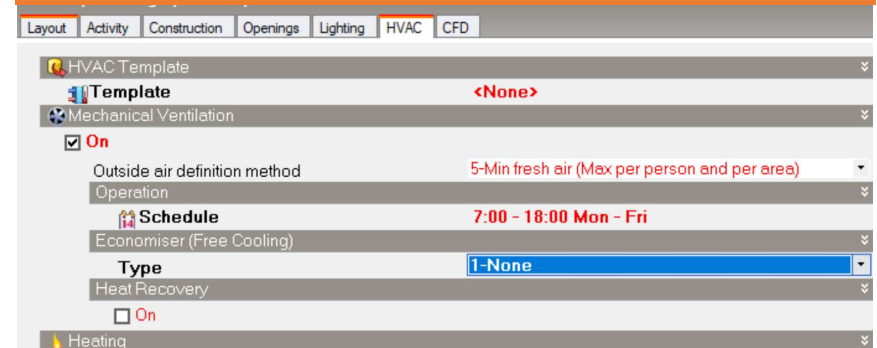 Layout Activity Construction Openings Lighting HVAC CFD
HVAC Template
Template <None>
Mechanical Ventilation
On
Outside air definition method 5-Min fresh air (Max per person and per area)
Operation
14 Schedule 7:00 - 18:00 Mon - Fri
Economiser (Free Cooling)
Type 1-None
Heat Recovery
On
Heating